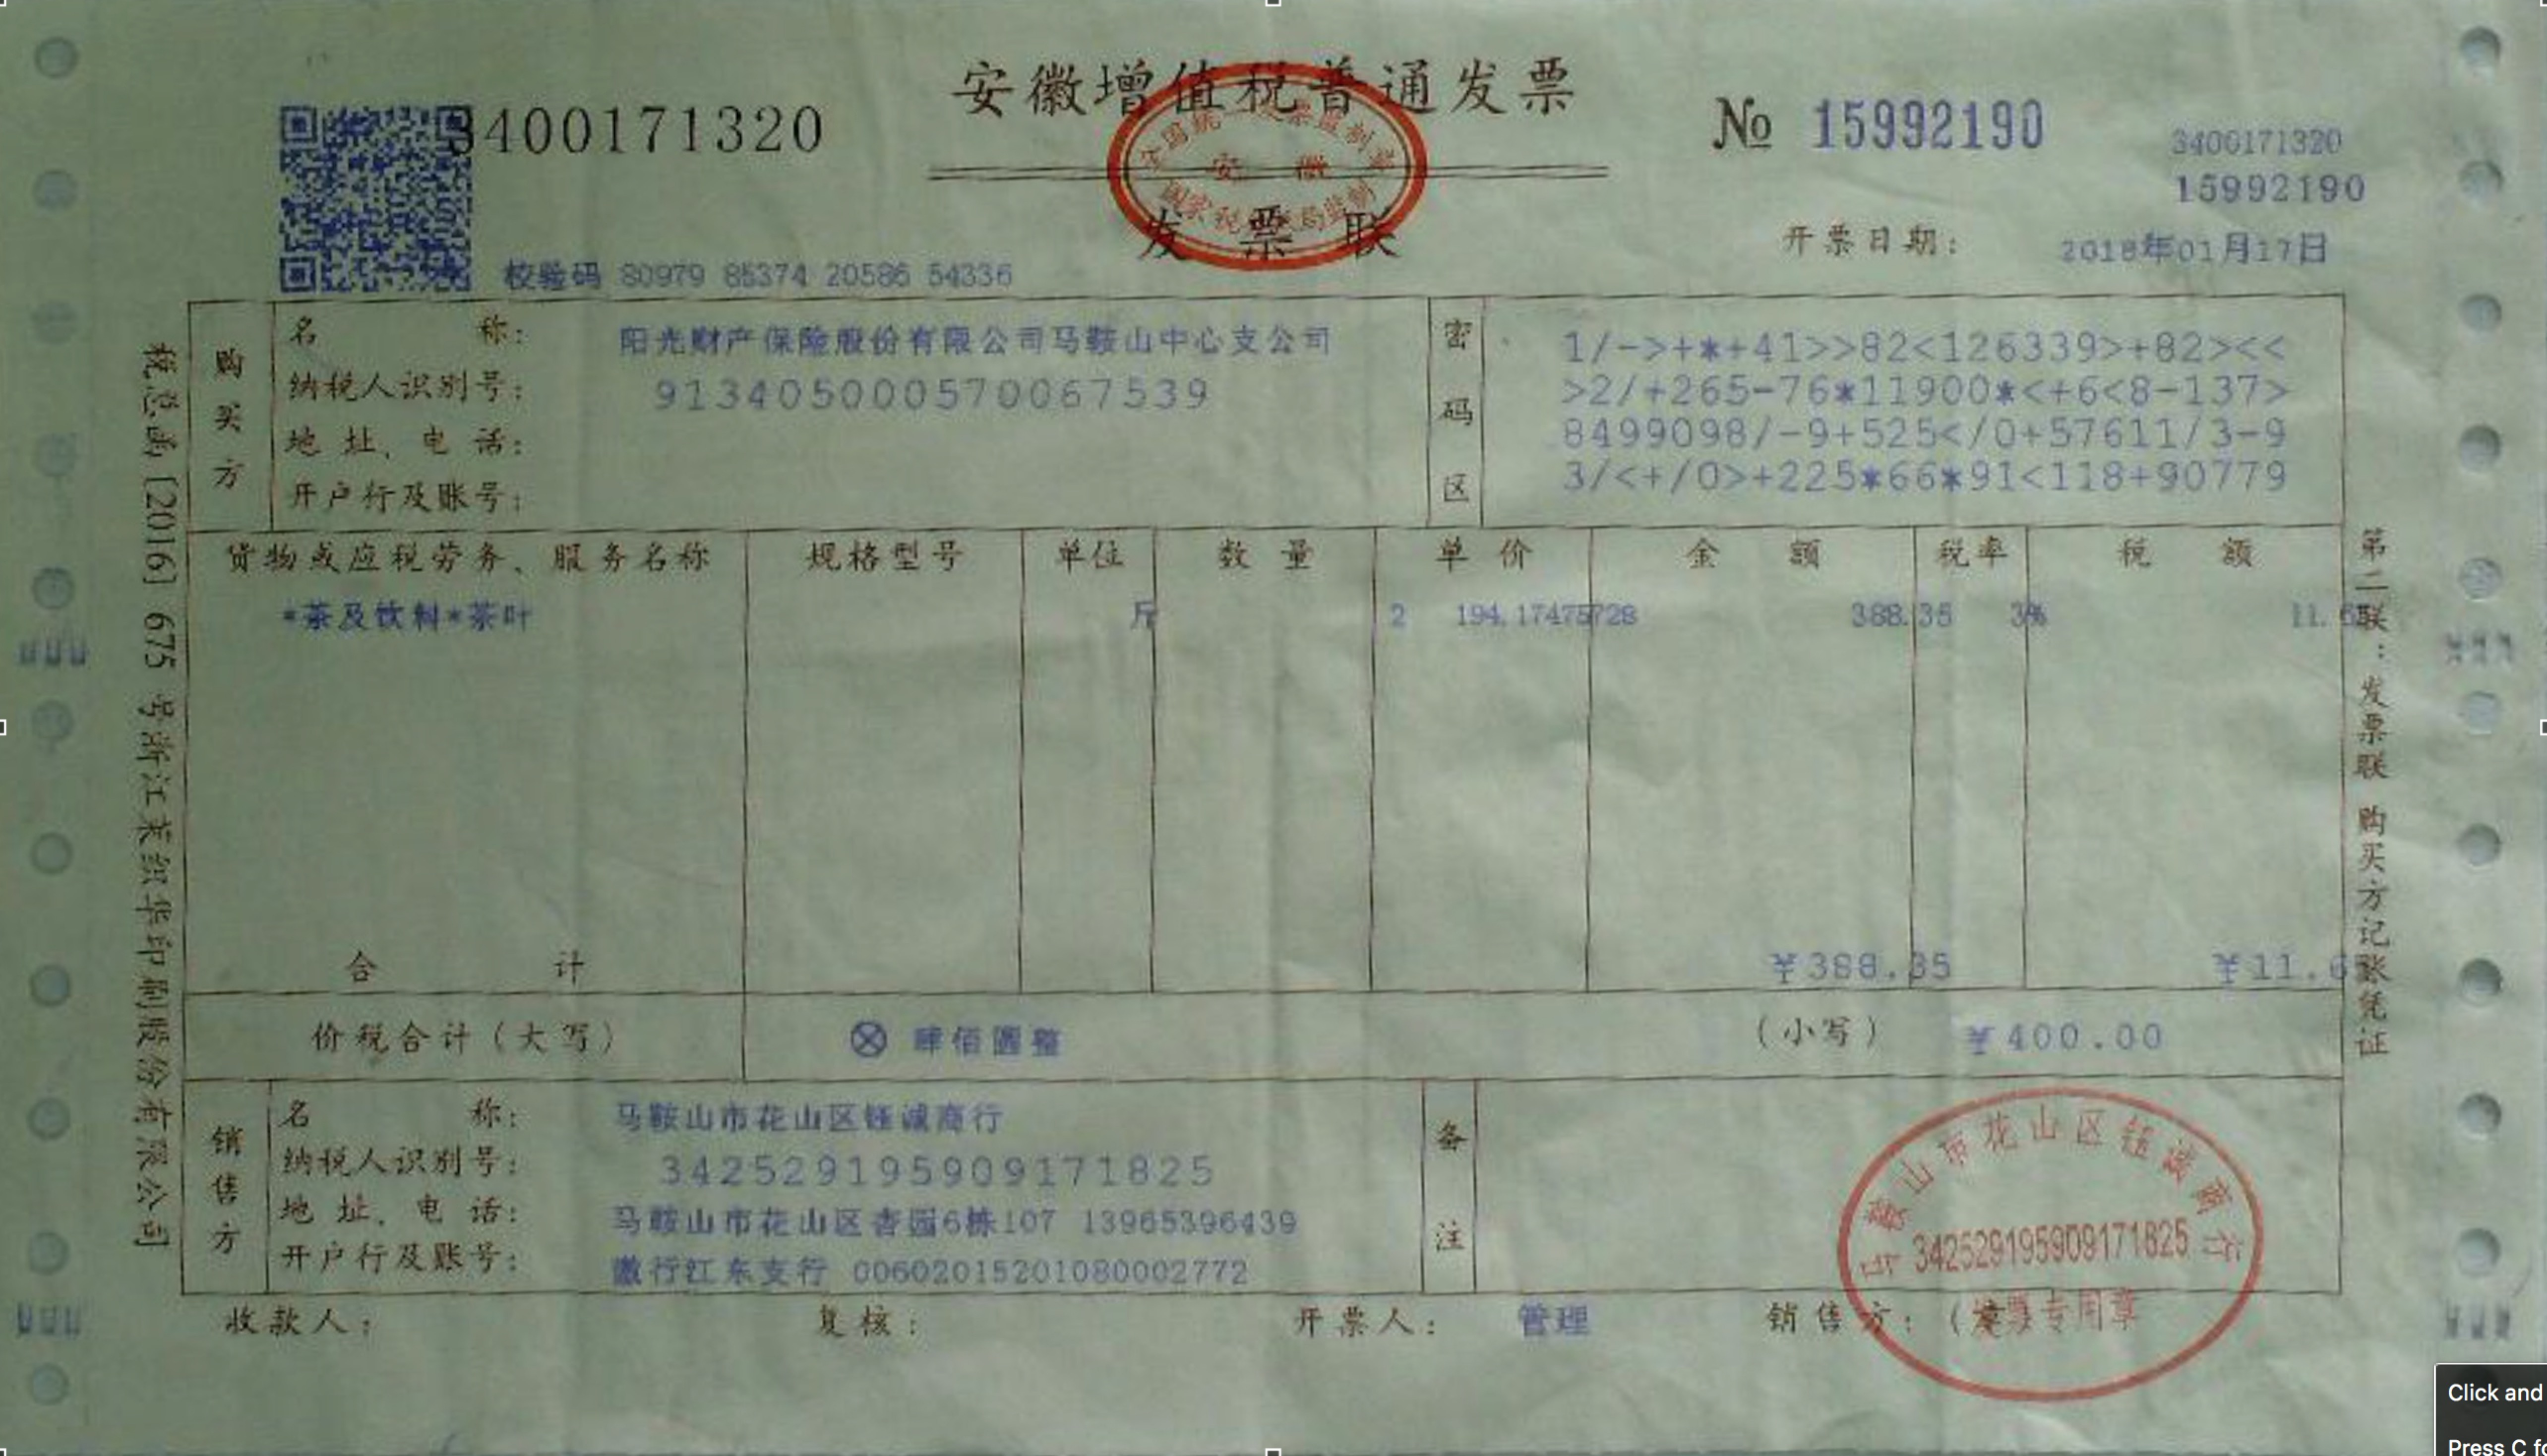 安徽增值税普通发票
3400171320
№ 15992190
3400171320
15992190
全国统一发票监制章
安 徽
国家税务总局监制
发票联
开票日期: 2018年01月17日
校验码 80979 85374 20586 54336
购买方
名 称: 阳光财产保险股份有限公司马鞍山中心支公司
纳税人识别号: 913405000570067539
地 址、电 话:
开户行及账号:
密码区
1/->+*+41>>82<126339>+82><<
>2/+265-76*11900*<+6<8-137>
8499098/-9+525</0+57611/3-9
3/<+/0>+225*66*91<118+90779
货物或应税劳务、服务名称 规格型号 单位 数 量 单 价 金 额 税率 税 额
*茶及饮料*茶叶 斤 2 194.17475728 388.35 3% 11.65
合 计 ¥388.35 ¥11.65
价税合计(大写) ⊗ 肆佰圆整 (小写) ¥400.00
销售方
名 称: 马鞍山市花山区钰诚商行
纳税人识别号: 342529195909171825
地 址、电 话: 马鞍山市花山区杏园6栋107 13965396439
开户行及账号: 徽行江东支行 00602015201080002772
备注
收款人: 复核: 开票人: 管理 销售方:(章)
马鞍山市花山区钰诚商行
342529195909171825
发票专用章
税总函[2016] 675 号浙江 印刷股份有限公司
第二联:发票联 购买方记账凭证
Click and
Press C fo